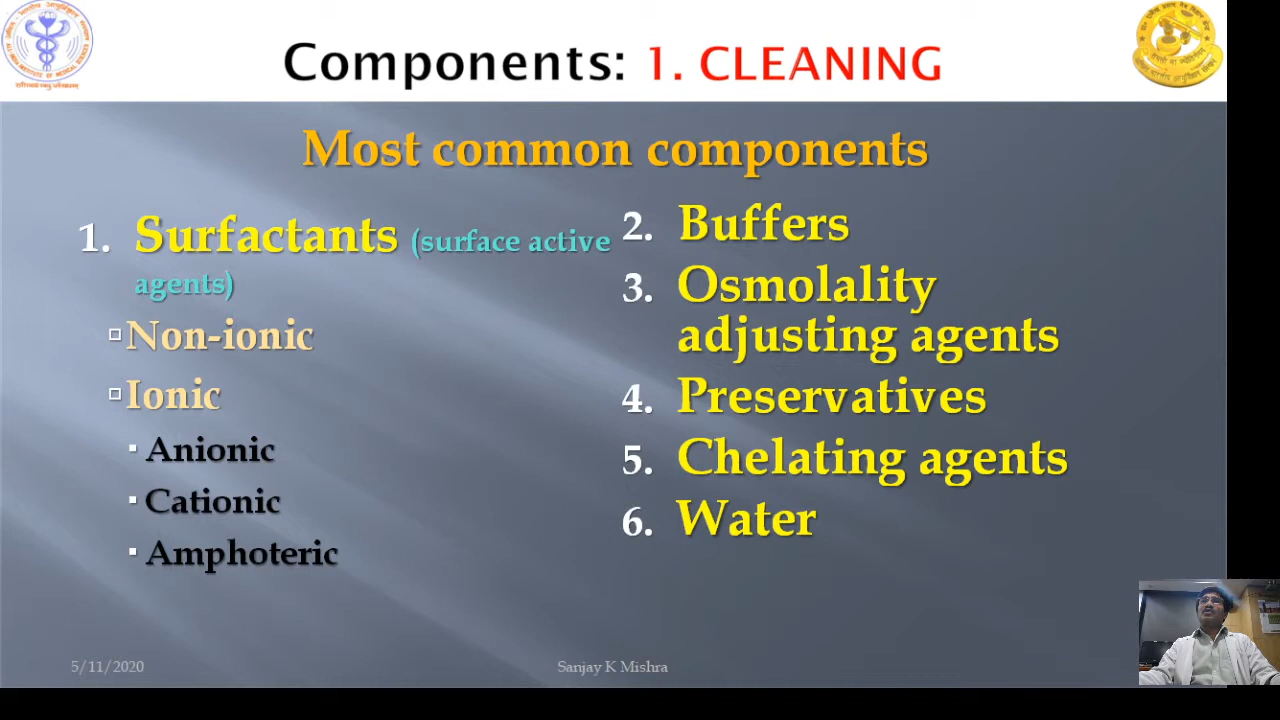 Components: 1. CLEANING
Most common components
1. Surfactants (surface active
agents)
Non-ionic
Ionic
Anionic
Cationic
Amphoteric
2. Buffers
3. Osmolality
adjusting agents
4. Preservatives
5. Chelating agents
6. Water
5/11/2020
Sanjay K Mishra